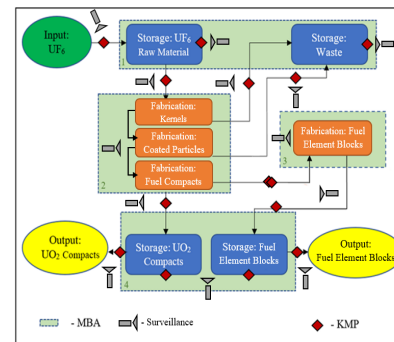 Input:
UF6
Storage: UF6
Raw Material
Storage:
Waste
1
Fabrication:
Kernels
Fabrication:
Coated Particles
Fabrication:
Fuel Compacts
2
Fabrication: Fuel
Element Blocks
3
Output:
UO2 Compacts
Storage: UO2
Compacts
Storage: Fuel
Element Blocks
Output:
Fuel Element Blocks
4
- MBA
- Surveillance
- KMP